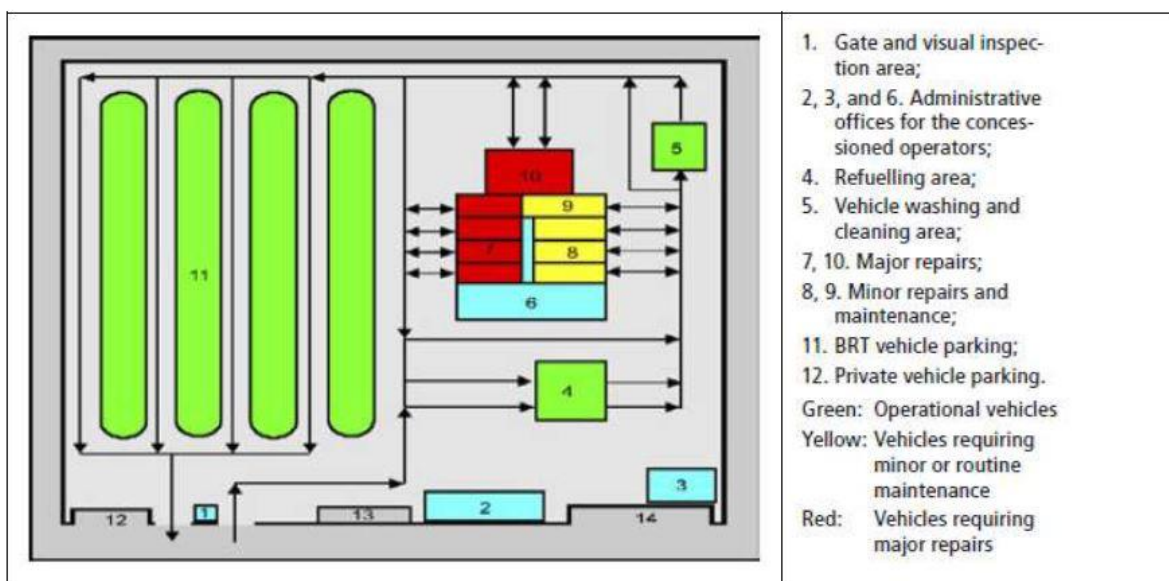 5
10
9
7
8
11
6
4
3
1
2
12
13
14
1. Gate and visual inspec-
tion area;
2, 3, and 6. Administrative
offices for the conces-
sioned operators;
4. Refuelling area;
5. Vehicle washing and
cleaning area;
7, 10. Major repairs;
8, 9. Minor repairs and
maintenance;
11. BRT vehicle parking;
12. Private vehicle parking.
Green: Operational vehicles
Yellow: Vehicles requiring
minor or routine
maintenance
Red: Vehicles requiring
major repairs